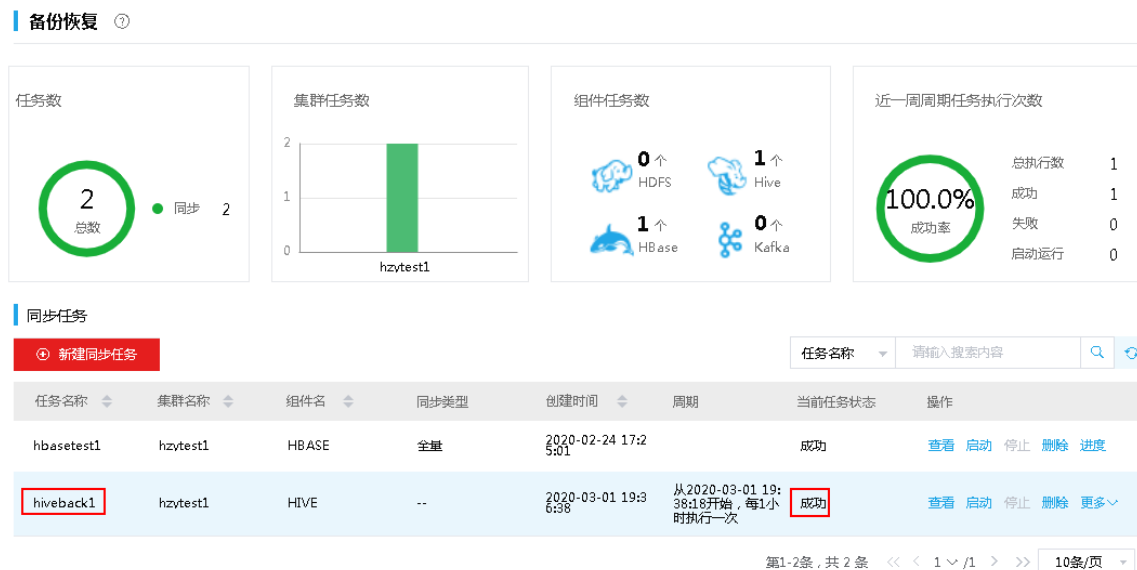 备份恢复
任务数
2
总数
同步 2
集群任务数
2
1
0
hzytest1
组件任务数
0个
HDFS
1个
Hive
1个
HBase
0个
Kafka
近一周周期任务执行次数
100.0%
成功率
总执行数 1
成功 1
失败 0
启动运行 0
同步任务
新建同步任务
任务名称 请输入搜索内容
任务名称 集群名称 组件名 同步类型 创建时间 周期 当前任务状态 操作
hbasetest1 hzytest1 HBASE 全量 2020-02-24 17:2
5:01 成功 查看 启动 停止 删除 进度
hiveback1 hzytest1 HIVE -- 2020-03-01 19:3
6:38
从2020-03-01 19:
38:18开始，每1小
时执行一次
成功 查看 启动 停止 删除 更多
第1-2条，共 2 条 << < 1 /1 > >> 10条/页